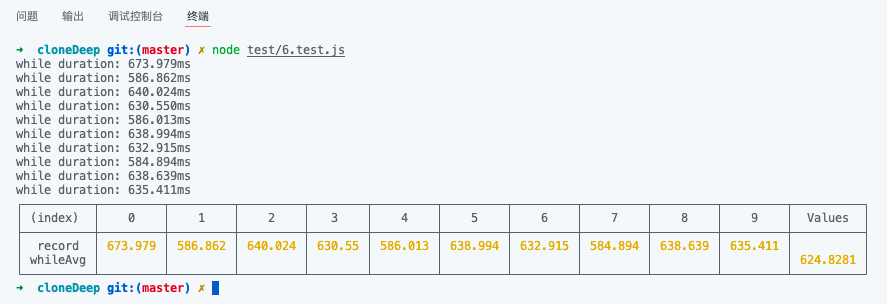 问题 输出 调试控制台 终端
➜ cloneDeep git:(master) ✗ node test/6.test.js
while duration: 673.979ms
while duration: 586.862ms
while duration: 640.024ms
while duration: 630.550ms
while duration: 586.013ms
while duration: 638.994ms
while duration: 632.915ms
while duration: 584.894ms
while duration: 638.639ms
while duration: 635.411ms
(index) 0 1 2 3 4 5 6 7 8 9 Values
record 673.979 586.862 640.024 630.55 586.013 638.994 632.915 584.894 638.639 635.411
whileAvg 624.8281
➜ cloneDeep git:(master) ✗